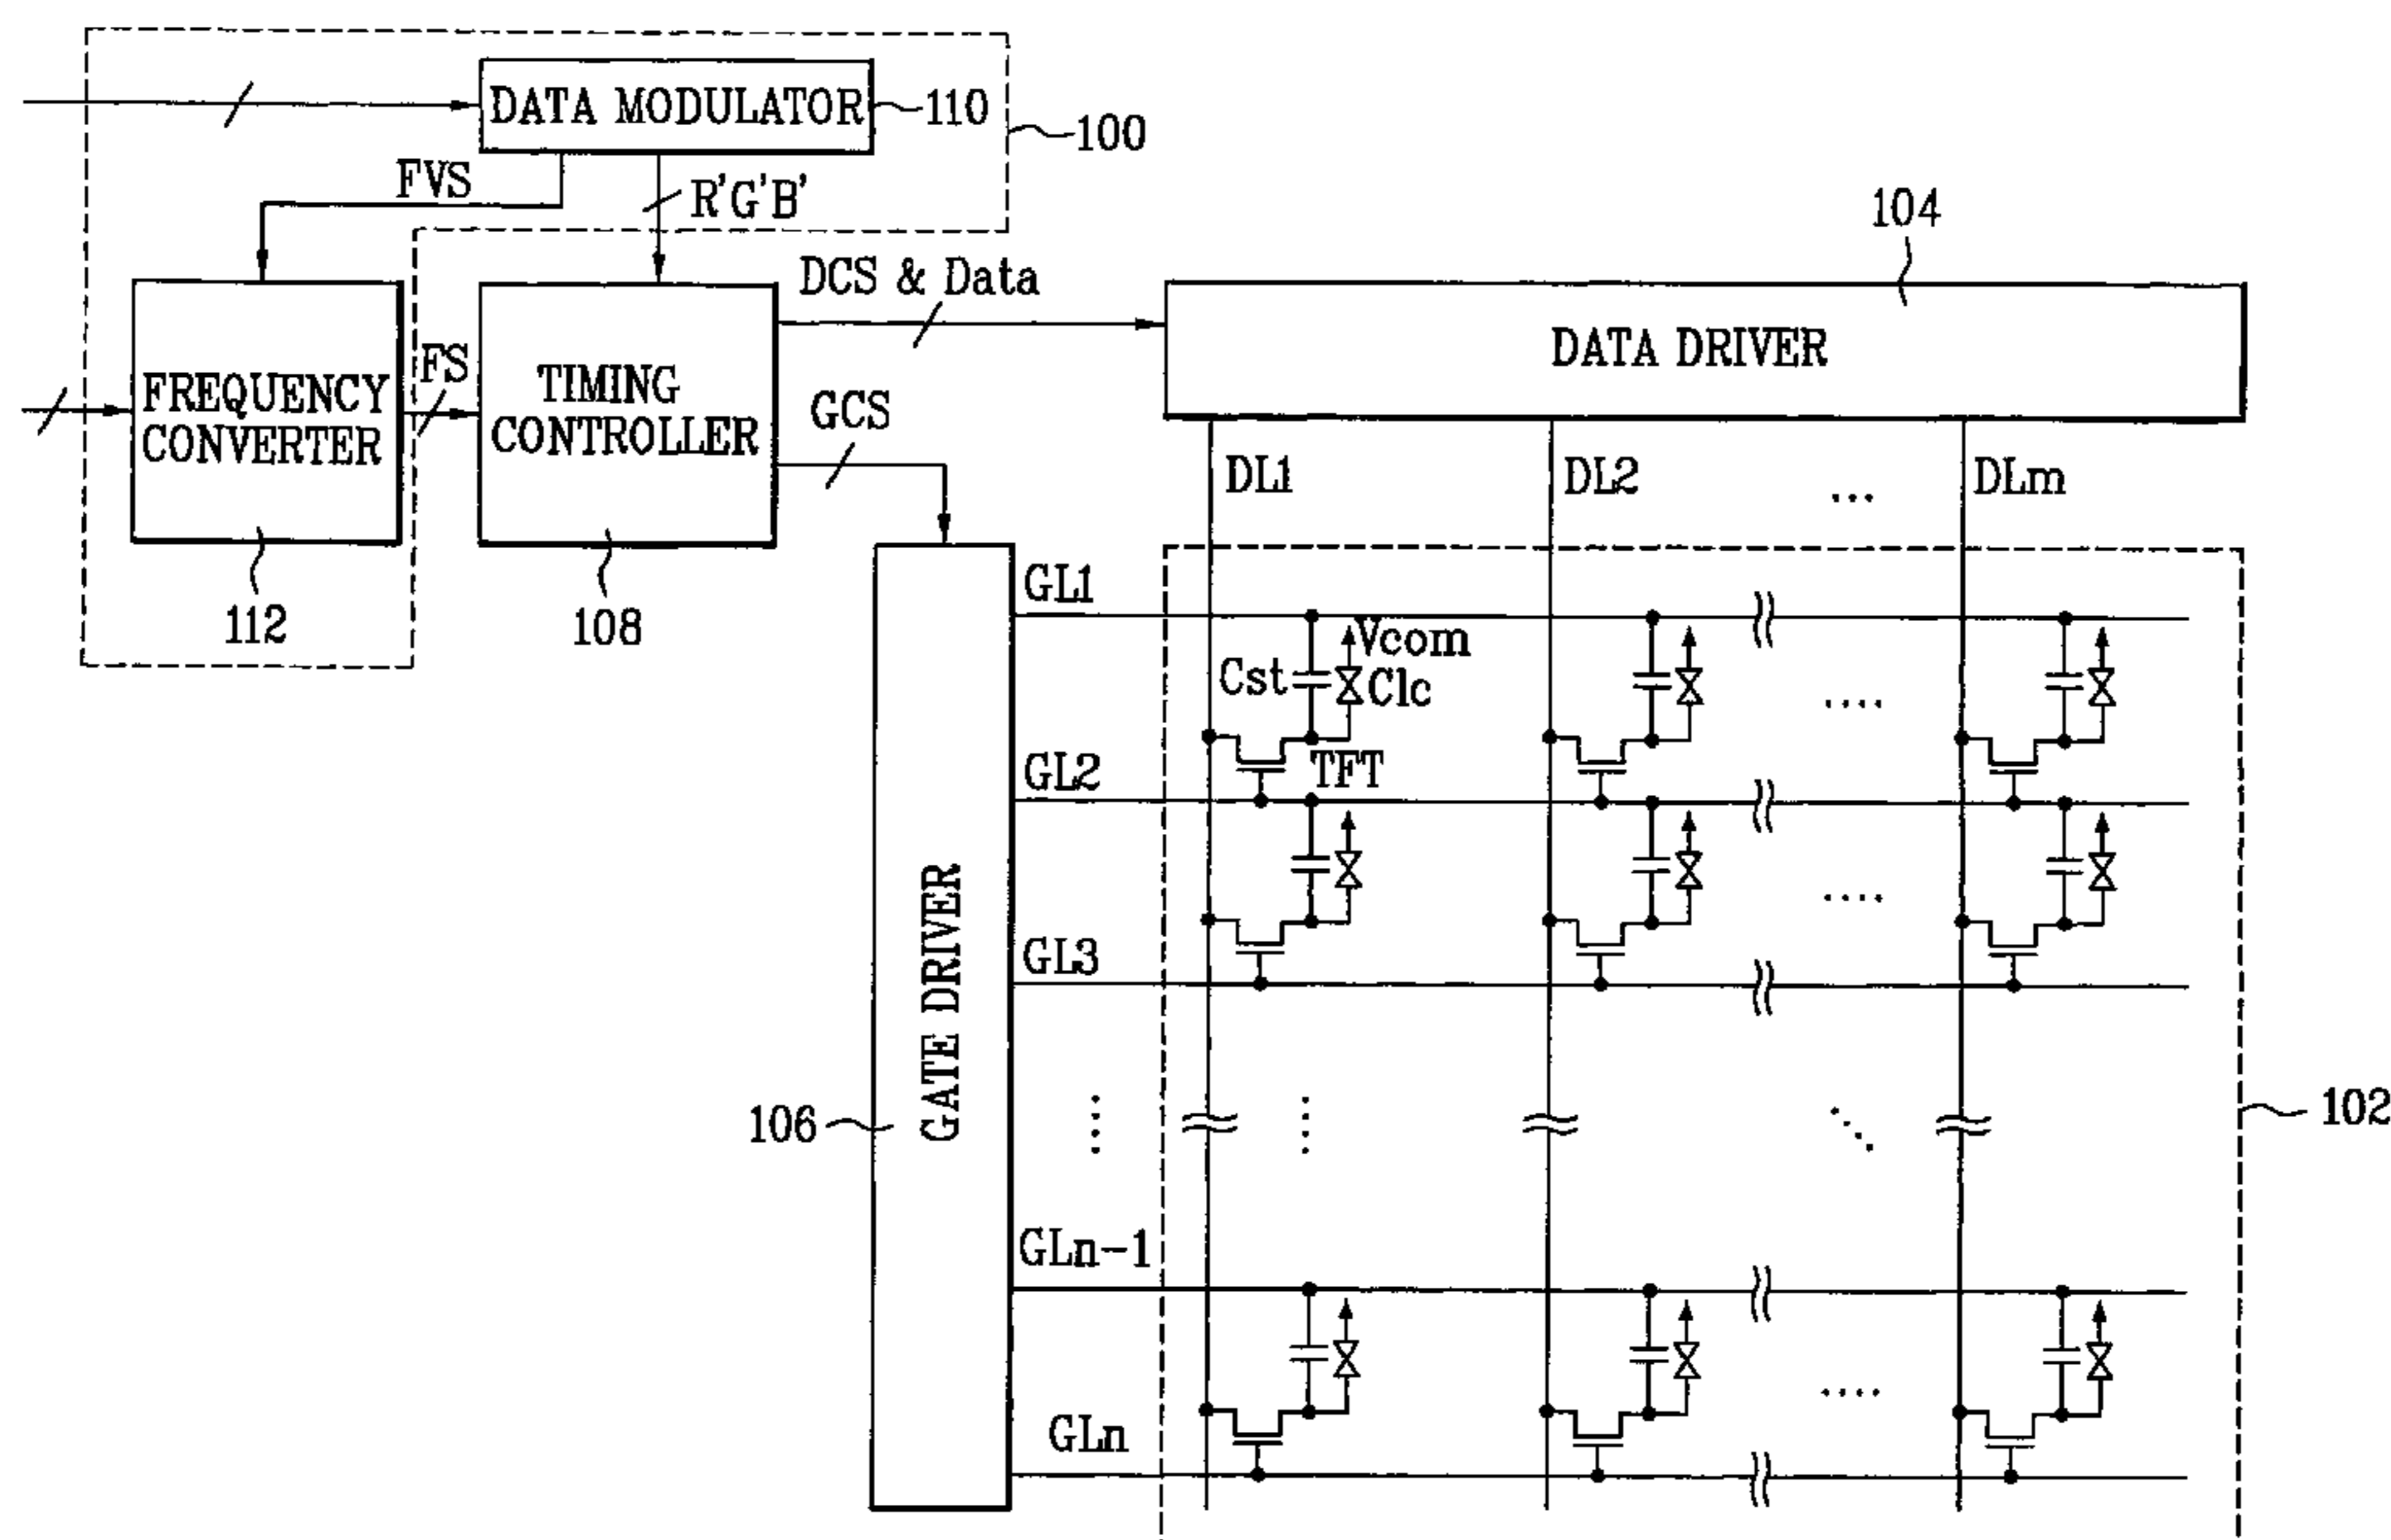 DATA MODULATOR
110
100
FVS
R'G'B'
104
DCS & Data
DATA DRIVER
FREQUENCY
CONVERTER
FS
TIMING
CONTROLLER
GCS
DL1
DL2
...
DLm
112
108
GL1
Vcom
Cst
Clc
....
TFT
GL2
....
GL3
GATE DRIVER
106
102
GLn-1
....
GLn